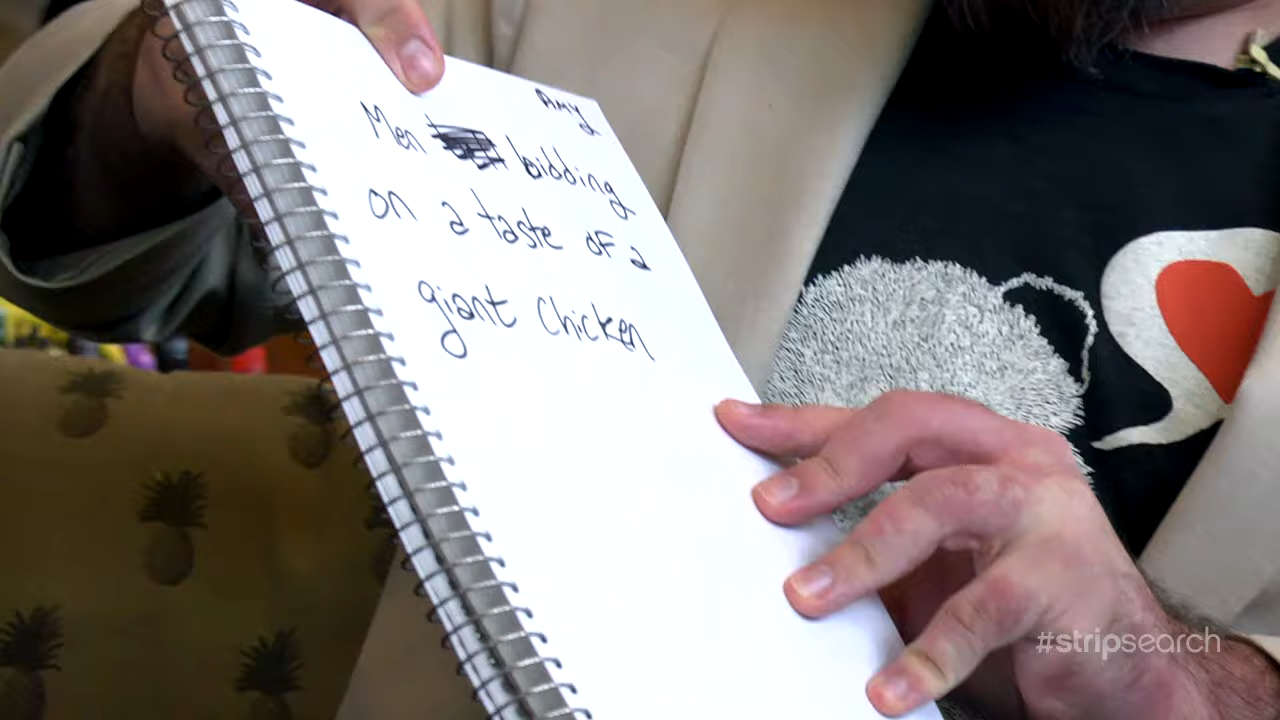 Amy
Men bidding
on a taste of a
giant chicken
#stripsearch